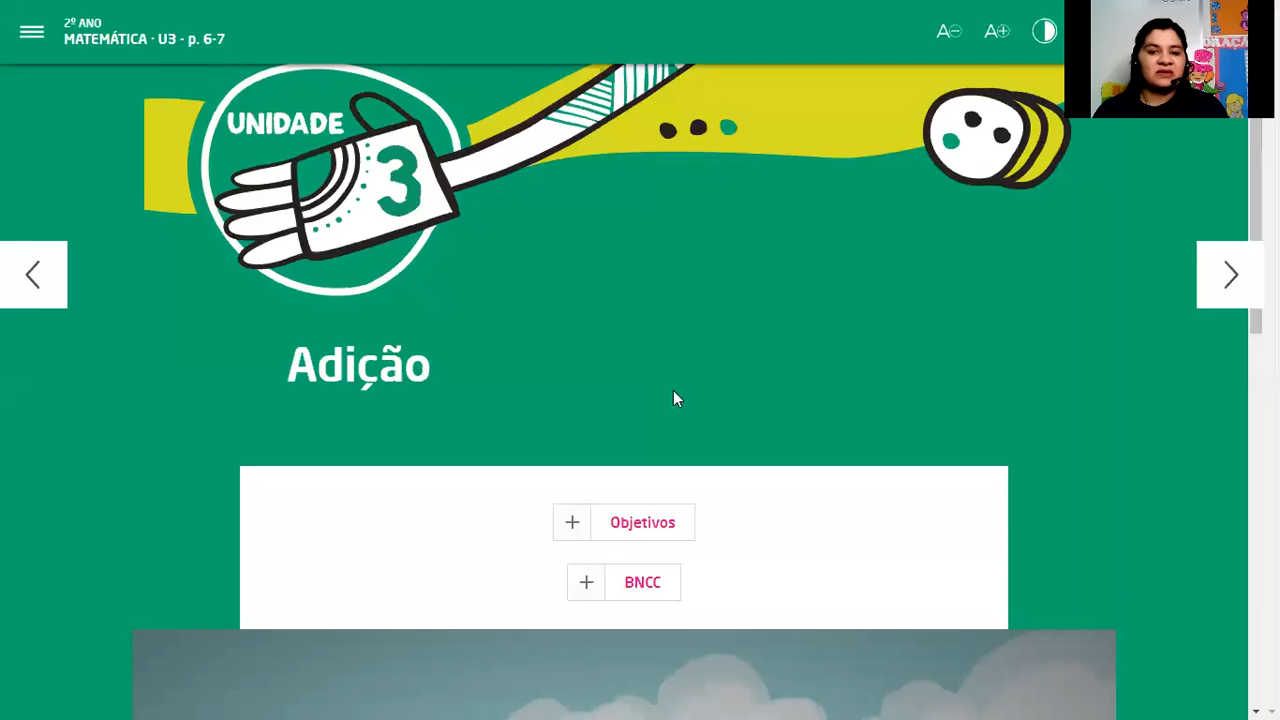 2º ANO
MATEMÁTICA · U3 - p. 6-7
A
A
UNIDADE
3
Adição
Objetivos
BNCC